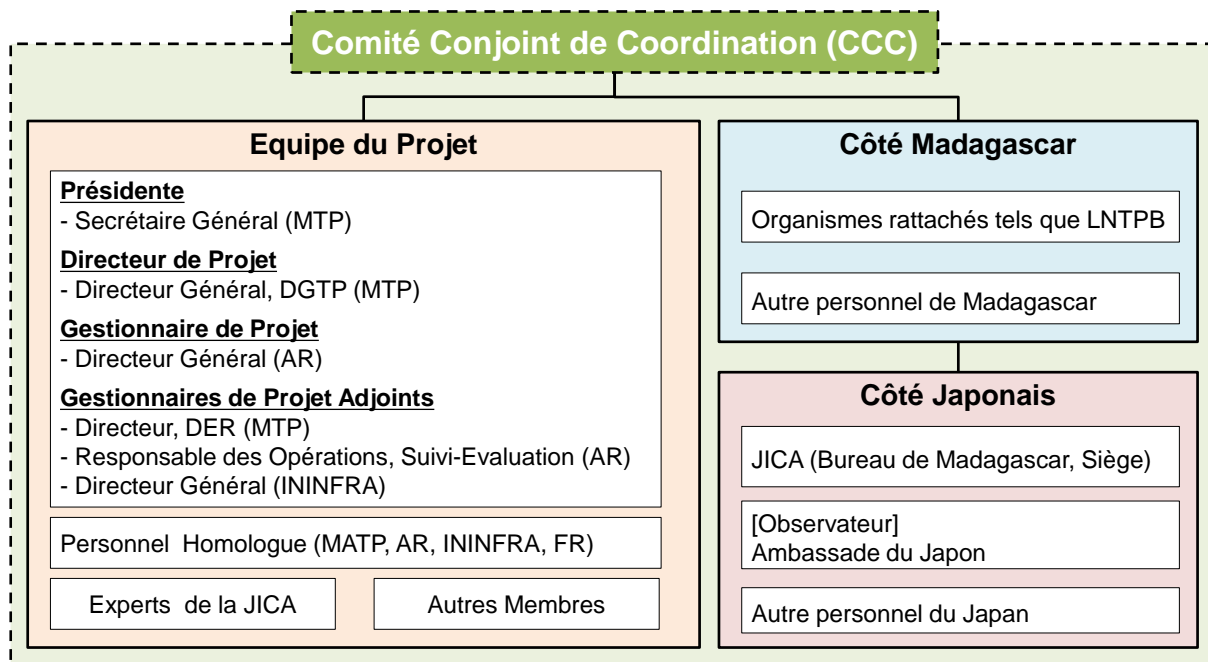 Comité Conjoint de Coordination (CCC)
Equipe du Projet
Présidente
- Secrétaire Général (MTP)
Directeur de Projet
- Directeur Général, DGTP (MTP)
Gestionnaire de Projet
- Directeur Général (AR)
Gestionnaires de Projet Adjoints
- Directeur, DER (MTP)
- Responsable des Opérations, Suivi-Evaluation (AR)
- Directeur Général (ININFRA)
Personnel Homologue (MATP, AR, ININFRA, FR)
Experts de la JICA
Autres Membres
Côté Madagascar
Organismes rattachés tels que LNTPB
Autre personnel de Madagascar
Côté Japonais
JICA (Bureau de Madagascar, Siège)
[Observateur]
Ambassade du Japon
Autre personnel du Japan